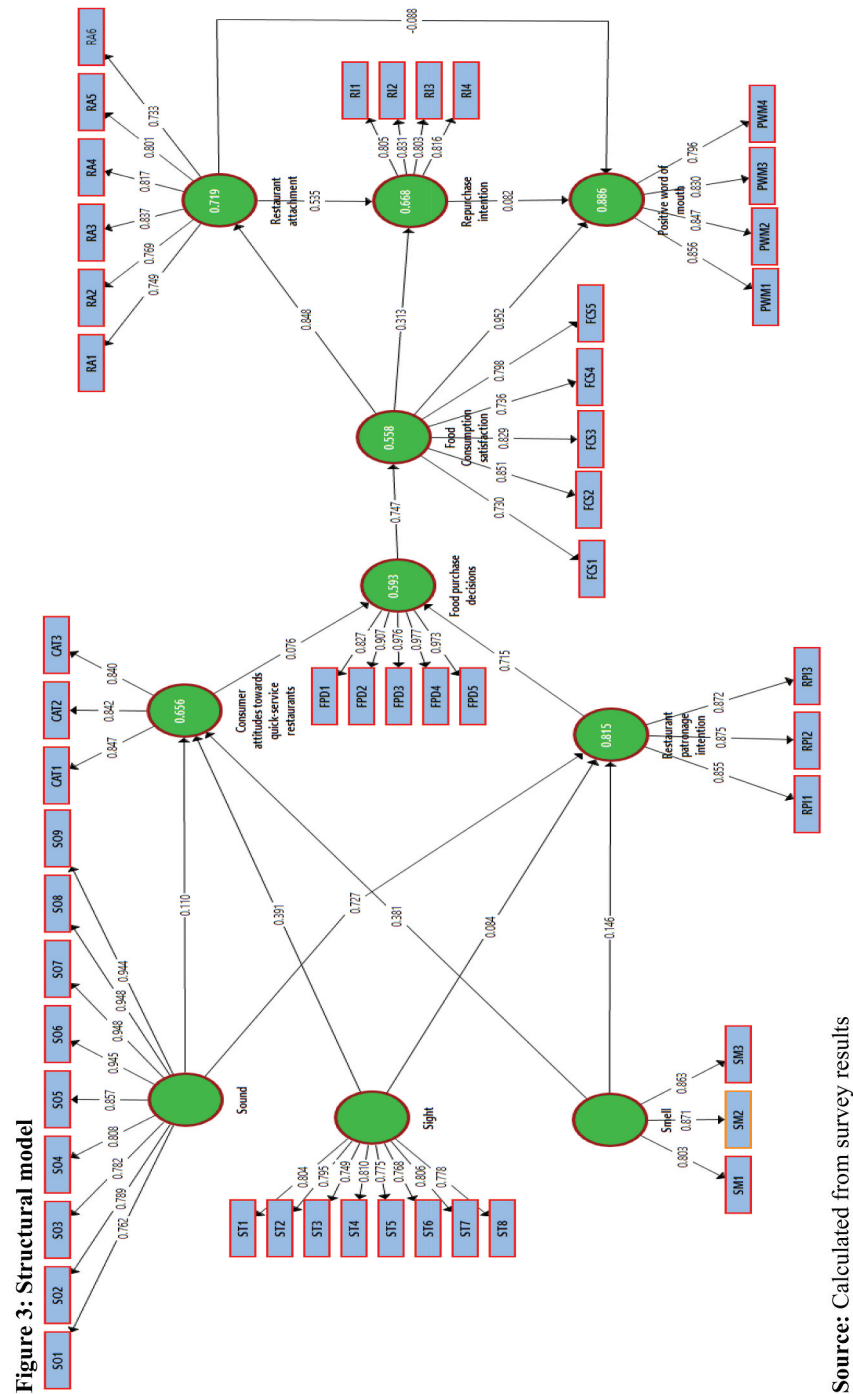 Figure 3: Structural model
SO1
SO2
SO3
SO4
SO5
SO6
SO7
SO8
SO9
CAT1
CAT2
CAT3
RA1
RA2
RA3
RA4
RA5
RA6
0.762
0.789
0.782
0.808
0.857
0.945
0.948
0.948
0.944
0.847
0.842
0.840
0.749
0.769
0.837
0.817
0.801
0.733
Sound
0.110
0.656
Consumer
attitudes towards
quick-service
restaurants
0.719
Restaurant
attachment
-0.088
0.076
0.848
0.535
ST1
ST2
ST3
ST4
ST5
ST6
ST7
ST8
0.804
0.795
0.749
0.810
0.775
0.768
0.806
0.778
Sight
0.391
0.727
0.381
0.084
FPD1
FPD2
FPD3
FPD4
FPD5
0.827
0.907
0.976
0.977
0.973
0.593
Food purchase
decisions
0.747
0.558
Food
Consumption
satisfaction
0.313
0.668
Repurchase
intention
0.805
0.831
0.803
0.816
RI1
RI2
RI3
RI4
0.715
0.952
0.082
0.730
0.851
0.829
0.736
0.798
FCS1
FCS2
FCS3
FCS4
FCS5
Smell
0.146
0.815
Restaurant
patronage
intention
0.886
Positive word of
mouth
0.803
0.871
0.863
SM1
SM2
SM3
0.855
0.875
0.872
RPI1
RPI2
RPI3
0.856
0.847
0.830
0.796
PWM1
PWM2
PWM3
PWM4
Source: Calculated from survey results